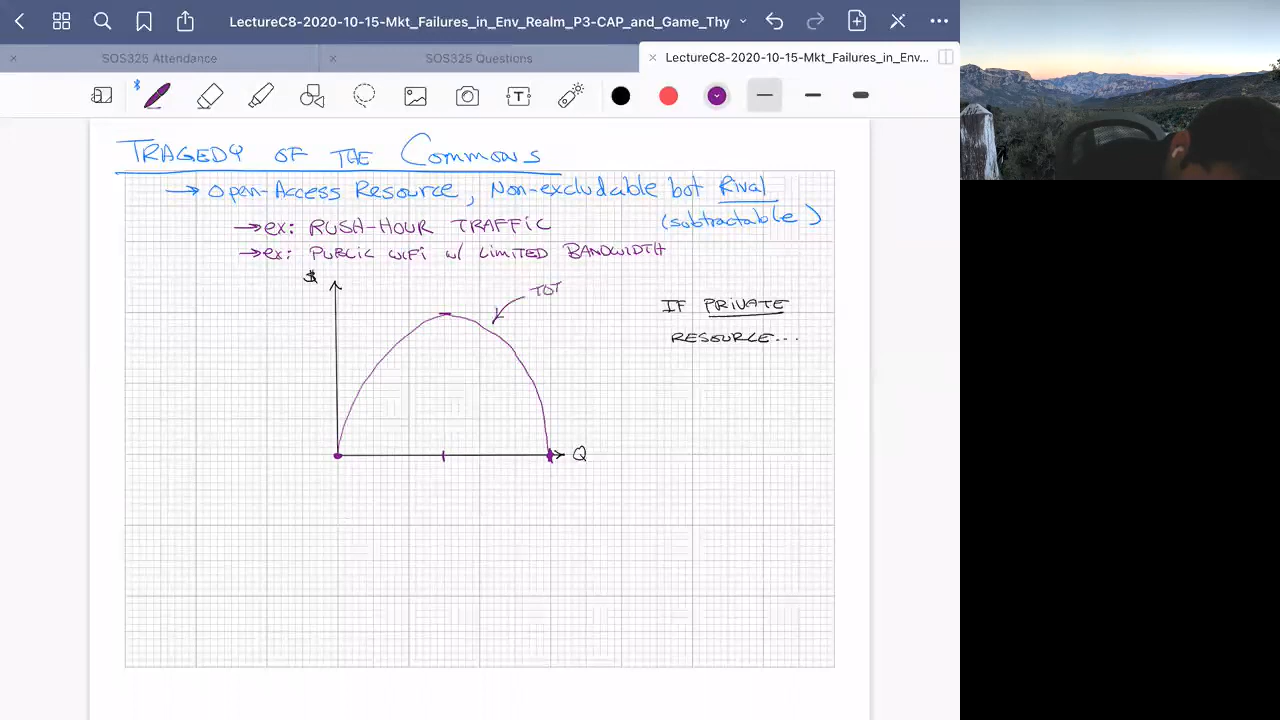 LectureC8-2020-10-15-Mkt_Failures_in_Env_Realm_P3-CAP_and_Game_Thy
SOS325 Attendance
SOS325 Questions
LectureC8-2020-10-15-Mkt_Failures_in_Env...
TRAGEDY OF THE COMMONS
→ Open-Access Resource, Non-excludable bot Rival
(subtractable)
→ex: RUSH-HOUR TRAFFIC
→ex: PUBLIC WIFI w/ LIMITED BANDWIDTH
$
TOT
IF PRIVATE
RESOURCE...
Q